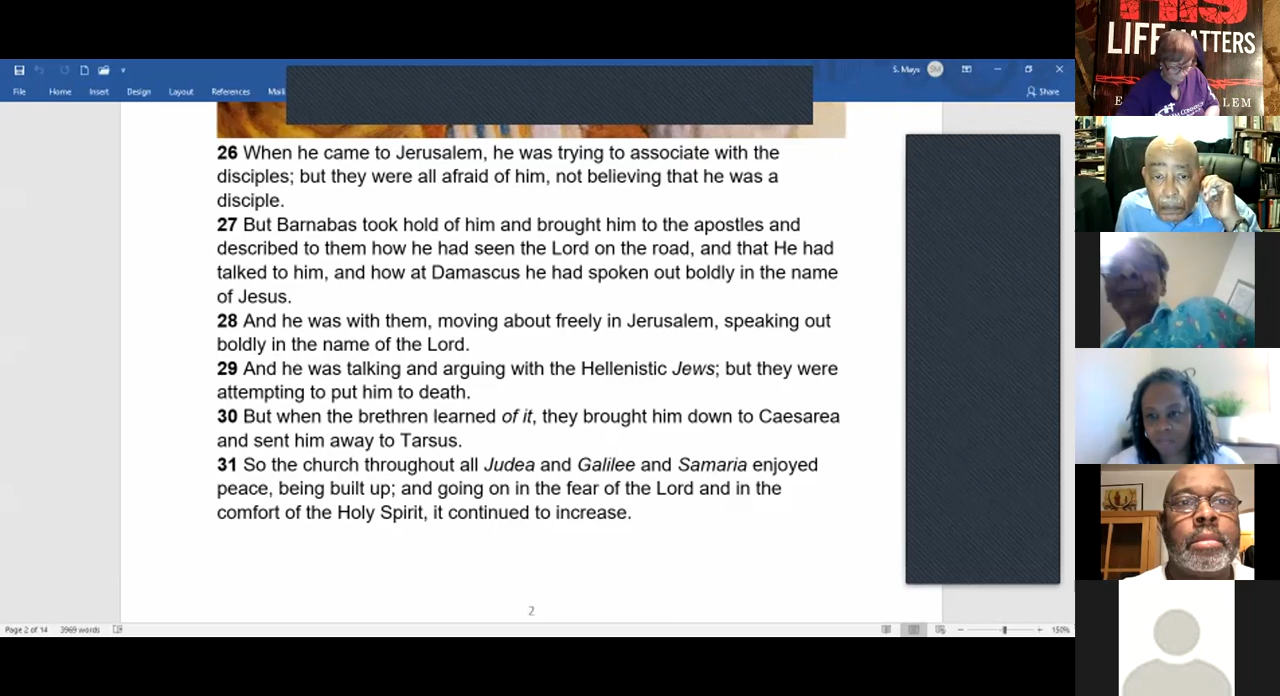 S. Mays SM
File Home Insert Design Layout References Share
26 When he came to Jerusalem, he was trying to associate with the
disciples; but they were all afraid of him, not believing that he was a
disciple.
27 But Barnabas took hold of him and brought him to the apostles and
described to them how he had seen the Lord on the road, and that He had
talked to him, and how at Damascus he had spoken out boldly in the name
of Jesus.
28 And he was with them, moving about freely in Jerusalem, speaking out
boldly in the name of the Lord.
29 And he was talking and arguing with the Hellenistic Jews; but they were
attempting to put him to death.
30 But when the brethren learned of it, they brought him down to Caesarea
and sent him away to Tarsus.
31 So the church throughout all Judea and Galilee and Samaria enjoyed
peace, being built up; and going on in the fear of the Lord and in the
comfort of the Holy Spirit, it continued to increase.
2
Page 2 of 14 3969 words 150%
HIS
LIFE MATTERS